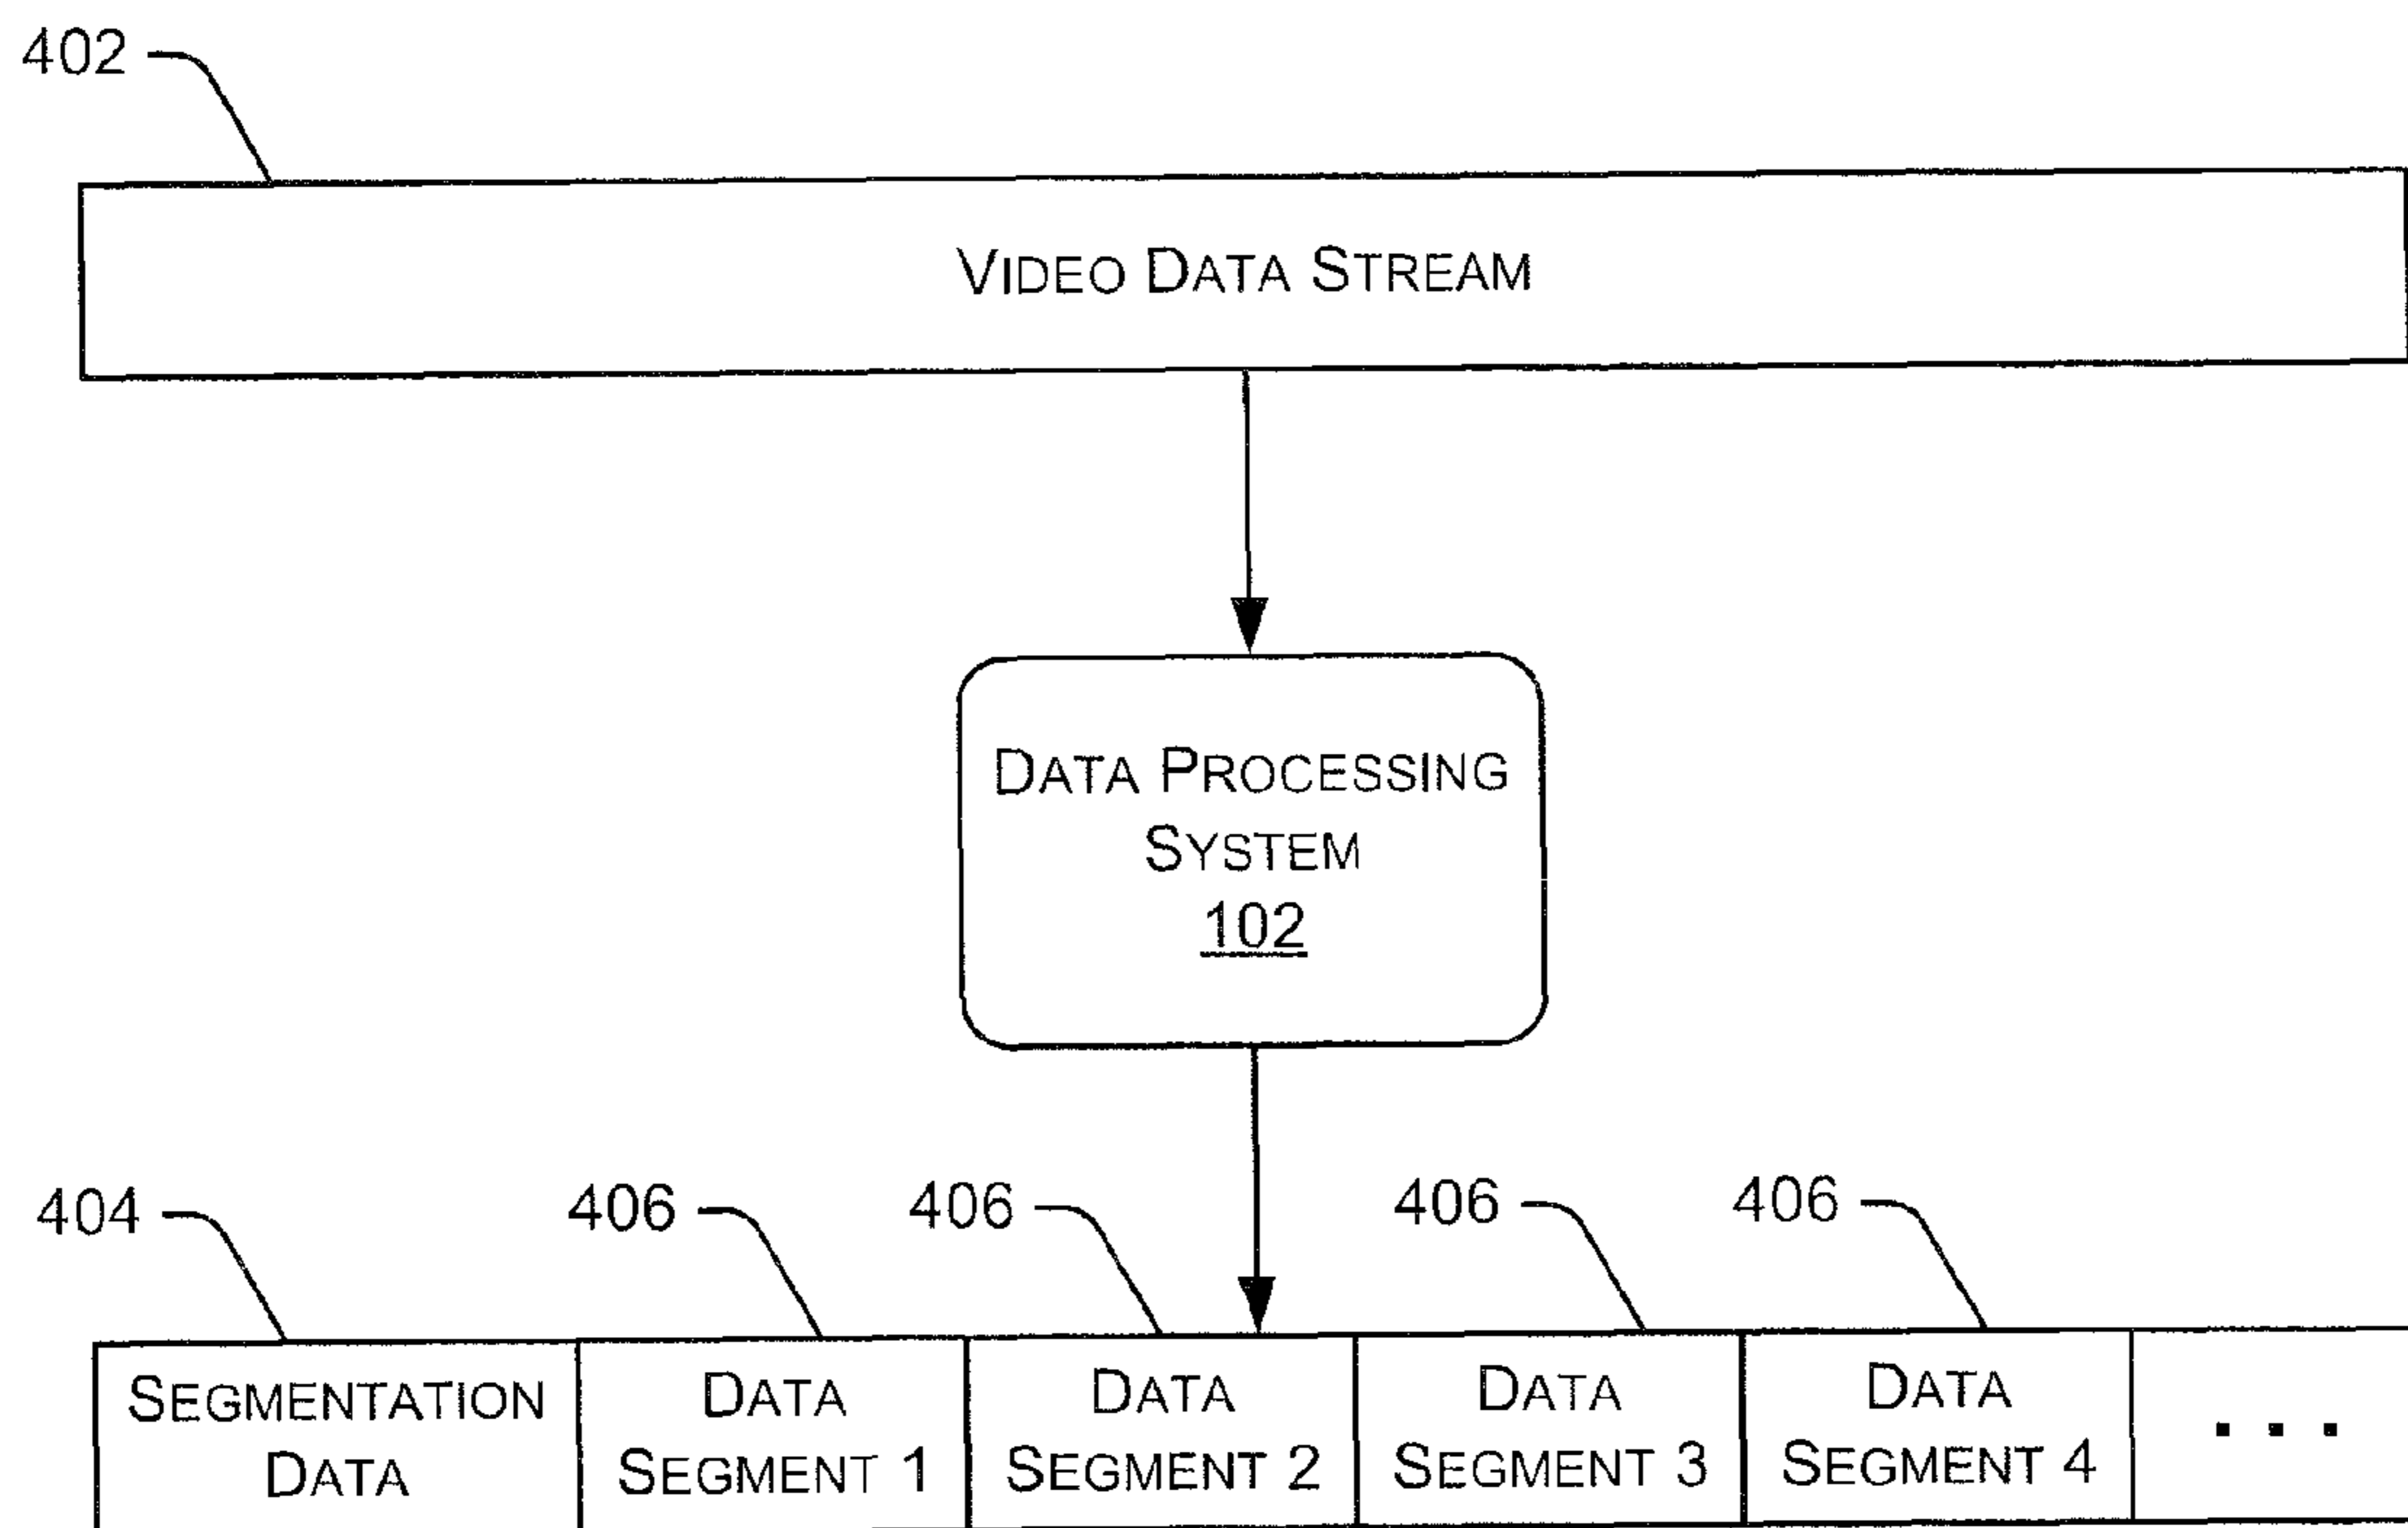 402
VIDEO DATA STREAM
DATA PROCESSING
SYSTEM
102
404
406
406
406
406
SEGMENTATION
DATA
DATA
SEGMENT 1
DATA
SEGMENT 2
DATA
SEGMENT 3
DATA
SEGMENT 4
...